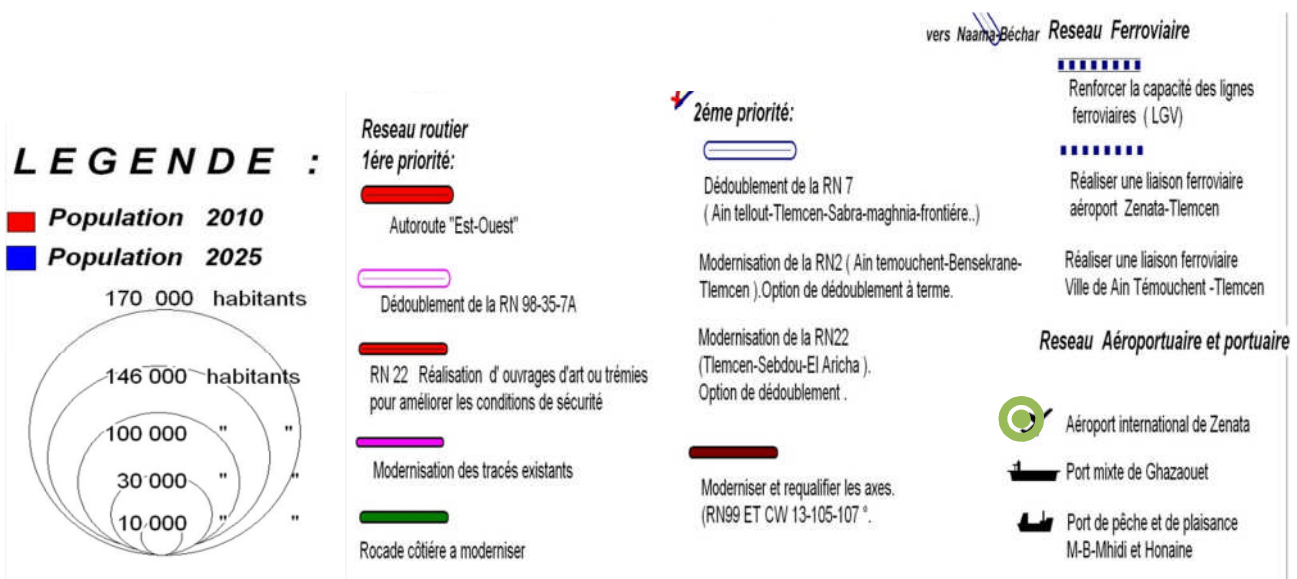 LEGENDE :
Population 2010
Population 2025
170 000 habitants
146 000 habitants
100 000 " "
30 000 " "
10 000 " "
Reseau routier
1ére priorité:
Autoroute "Est-Ouest"
Dédoublement de la RN 98-35-7A
RN 22 Réalisation d' ouvrages d'art ou trémies
pour améliorer les conditions de sécurité
Modernisation des tracés existants
Rocade côtiére a moderniser
2éme priorité:
Dédoublement de la RN 7
( Ain tellout-Tlemcen-Sabra-maghnia-frontiére..)
Modernisation de la RN2 ( Ain temouchent-Bensekrane-
Tlemcen ).Option de dédoublement à terme.
Modernisation de la RN22
(Tlemcen-Sebdou-El Aricha ).
Option de dédoublement .
Moderniser et requalifier les axes.
(RN99 ET CW 13-105-107 °.
vers Naama-Béchar
Reseau Ferroviaire
Renforcer la capacité des lignes
ferroviaires ( LGV)
Réaliser une liaison ferroviaire
aéroport Zenata-Tlemcen
Réaliser une liaison ferroviaire
Ville de Ain Témouchent -Tlemcen
Reseau Aéroportuaire et portuaire
Aéroport international de Zenata
Port mixte de Ghazaouet
Port de pêche et de plaisance
M-B-Mhidi et Honaine